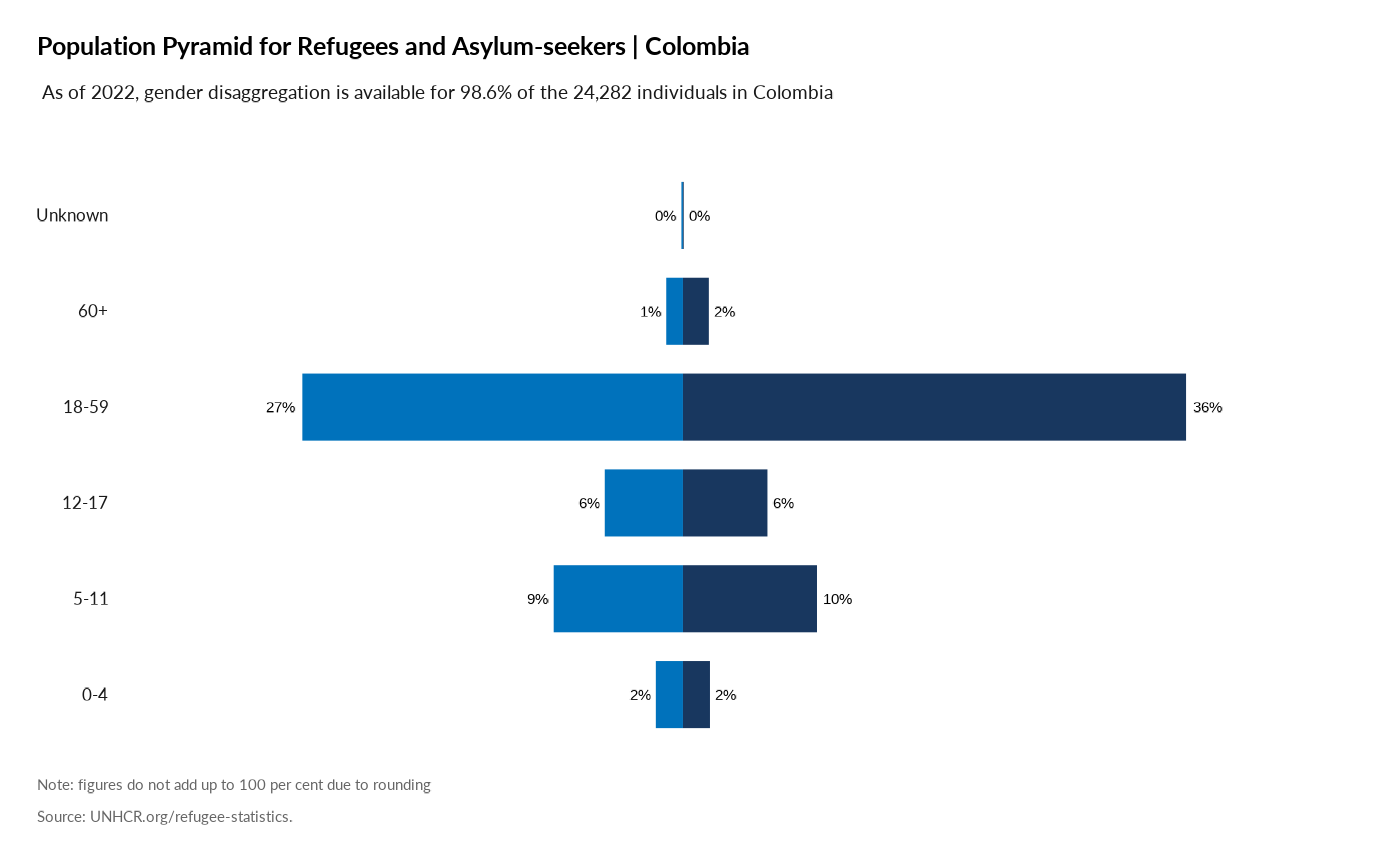 Population Pyramid for Refugees and Asylum-seekers | Colombia
As of 2022, gender disaggregation is available for 98.6% of the 24,282 individuals in Colombia
Unknown 0% 0%
60+ 1% 2%
18-59 27% 36%
12-17 6% 6%
5-11 9% 10%
0-4 2% 2%
Note: figures do not add up to 100 per cent due to rounding
Source: UNHCR.org/refugee-statistics.